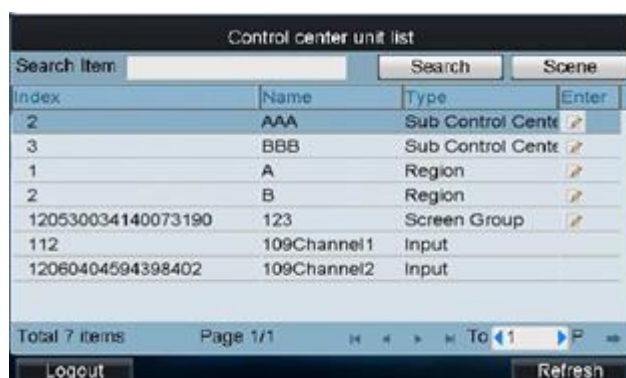 Control center unit list
Search Item Search Scene
Index Name Type Enter
2 AAA Sub Control Cente
3 BBB Sub Control Cente
1 A Region
2 B Region
120530034140073190 123 Screen Group
112 109Channel1 Input
12060404594398402 109Channel2 Input
Total 7 items Page 1/1 To 1 P
Logout Refresh